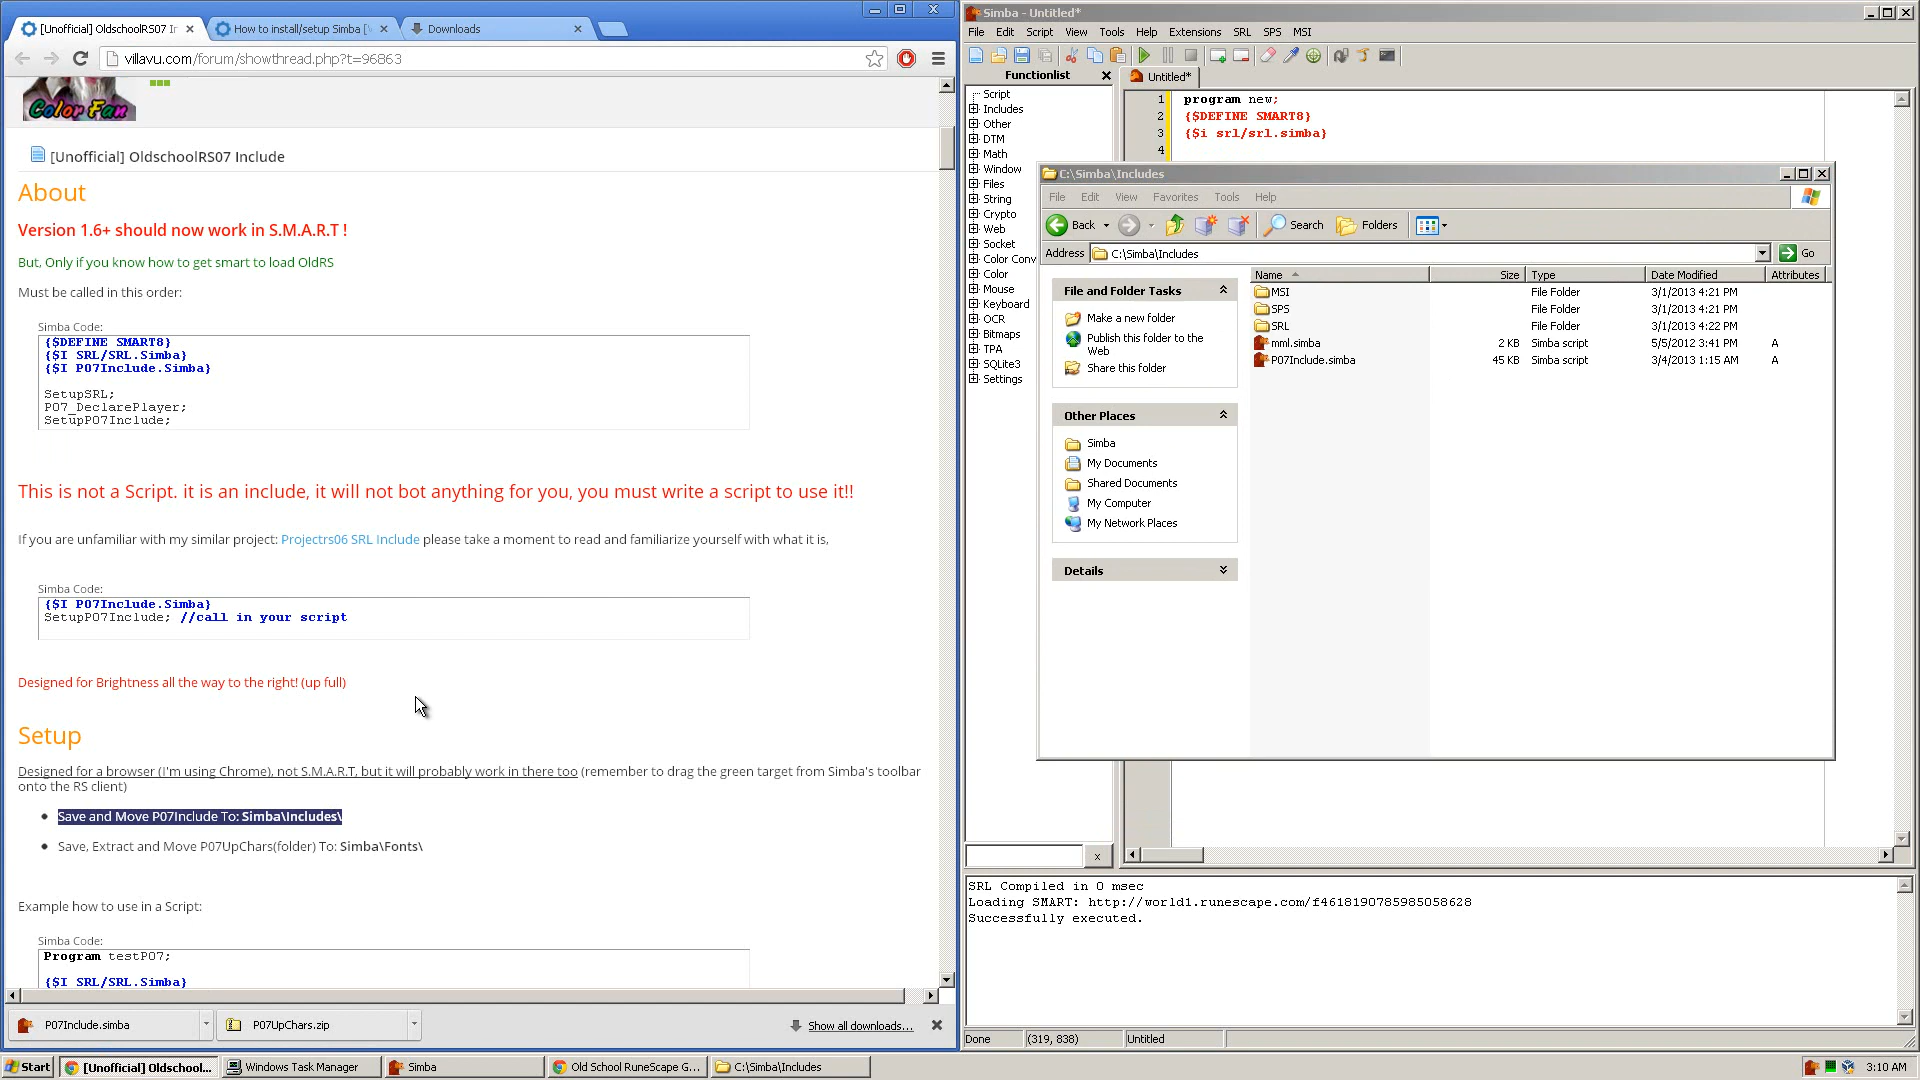 [Unofficial] OldschoolRS07 Ir
How to install/setup Simba [
Downloads
villavu.com/forum/showthread.php?t=96863
Color Fan
[Unofficial] OldschoolRS07 Include
About
Version 1.6+ should now work in S.M.A.R.T !
But, Only if you know how to get smart to load OldRS
Must be called in this order:
Simba Code:
{$DEFINE SMART8}
{$I SRL/SRL.Simba}
{$I P07Include.Simba}
SetupSRL;
P07_DeclarePlayer;
SetupP07Include;
This is not a Script. it is an include, it will not bot anything for you, you must write a script to use it!!
If you are unfamiliar with my similar project: Projectrs06 SRL Include please take a moment to read and familiarize yourself with what it is,
Simba Code:
{$I P07Include.Simba}
SetupP07Include; //call in your script
Designed for Brightness all the way to the right! (up full)
Setup
Designed for a browser (I'm using Chrome), not S.M.A.R.T, but it will probably work in there too (remember to drag the green target from Simba's toolbar
onto the RS client)
Save and Move P07Include To: Simba\Includes\
Save, Extract and Move P07UpChars(folder) To: Simba\Fonts\
Example how to use in a Script:
Simba Code:
Program testP07;
{$I SRL/SRL.Simba}
P07Include.simba
P07UpChars.zip
Show all downloads...
Simba - Untitled*
File Edit Script View Tools Help Extensions SRL SPS MSI
Functionlist
Untitled*
Script
Includes
Other
DTM
Math
Window
Files
String
Crypto
Web
Socket
Color Conv
Color
Mouse
Keyboard
OCR
Bitmaps
TPA
SQLite3
Settings
x
1 program new;
2 {$DEFINE SMART8}
3 {$i srl/srl.simba}
4
C:\Simba\Includes
File Edit View Favorites Tools Help
Back Search Folders
Address C:\Simba\Includes Go
File and Folder Tasks
Make a new folder
Publish this folder to the
Web
Share this folder
Other Places
Simba
My Documents
Shared Documents
My Computer
My Network Places
Details
Name Size Type Date Modified Attributes
MSI File Folder 3/1/2013 4:21 PM
SPS File Folder 3/1/2013 4:21 PM
SRL File Folder 3/1/2013 4:22 PM
mml.simba 2 KB Simba script 5/5/2012 3:41 PM A
P07Include.simba 45 KB Simba script 3/4/2013 1:15 AM A
SRL Compiled in 0 msec
Loading SMART: http://world1.runescape.com/f46181907859850586​28
Successfully executed.
Done (319, 838) Untitled
Start
[Unofficial] Oldschool...
Windows Task Manager
Simba
Old School RuneScape G...
C:\Simba\Includes
3:10 AM